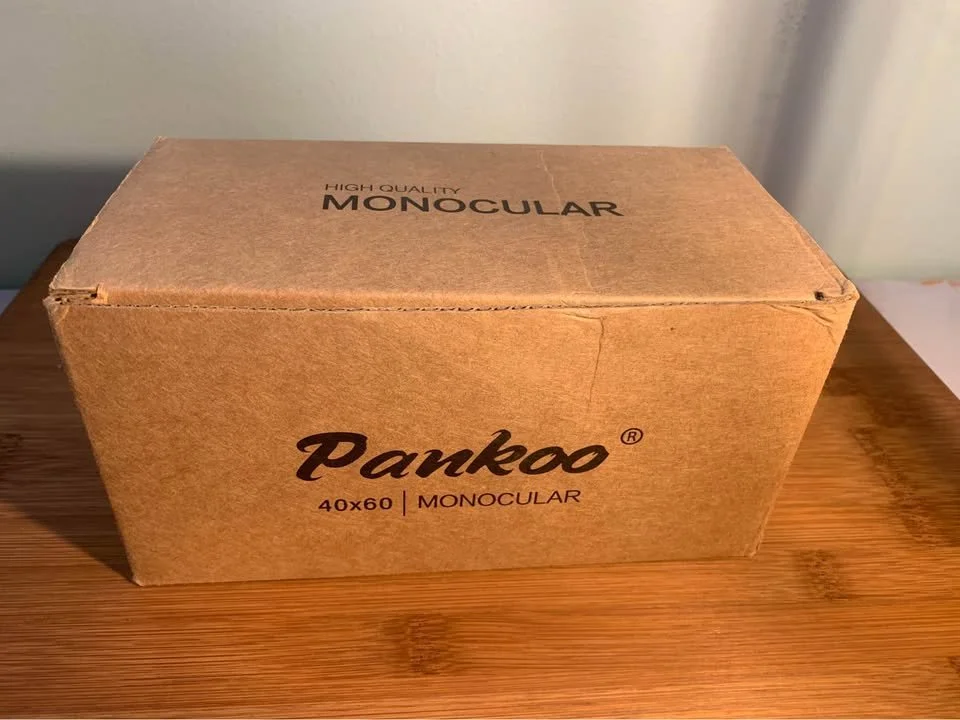 HIGH QUALITY
MONOCULAR
Pankoo ®
40x60 | MONOCULAR